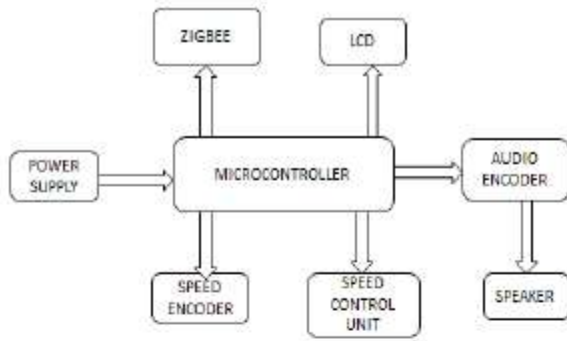 ZIGBEE
LCD
POWER
SUPPLY
MICROCONTROLLER
AUDIO
ENCODER
SPEED
ENCODER
SPEED
CONTROL
UNIT
SPEAKER